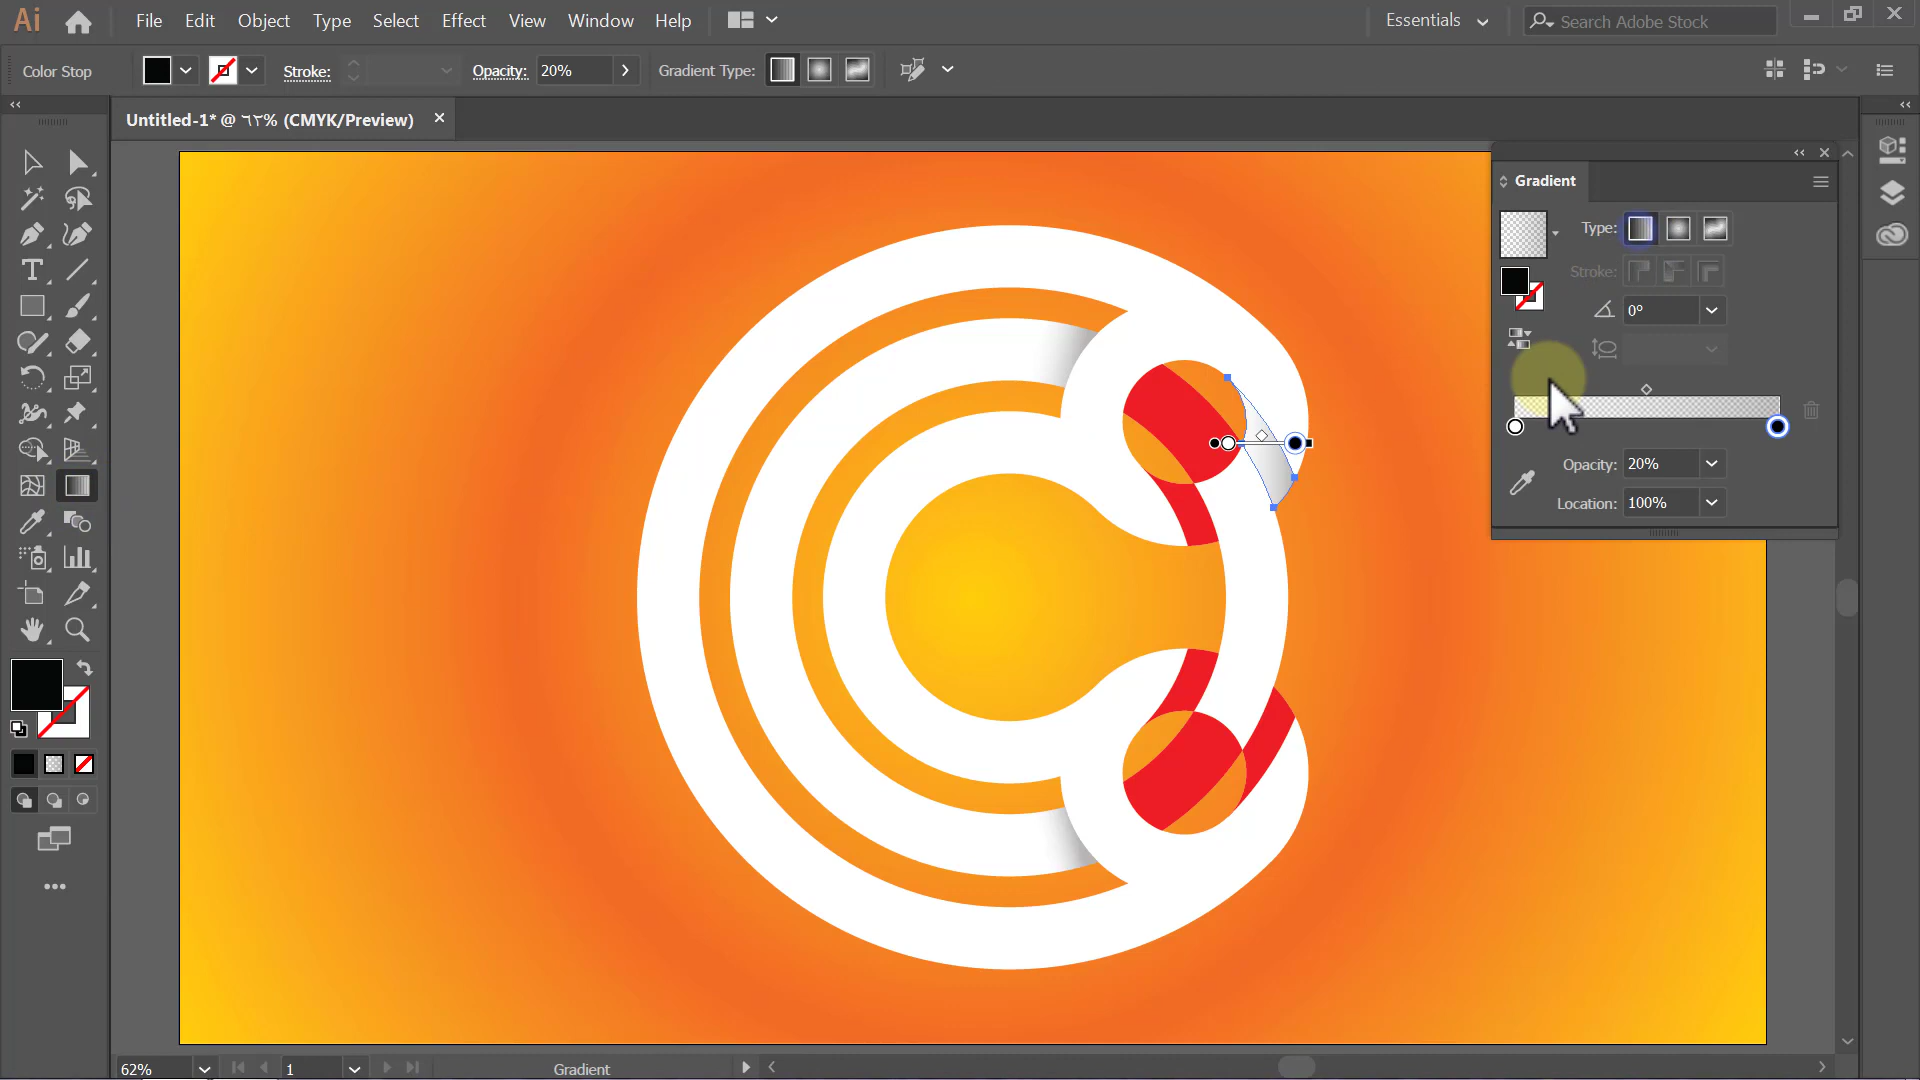 Ai File Edit Object Type Select Effect View Window Help Essentials Search Adobe Stock
Color Stop Stroke: Opacity: 20% Gradient Type:
Untitled-1* @ ٦٢% (CMYK/Preview)
Gradient
Type:
Stroke:
0°
Opacity: 20%
Location: 100%
62% 1 Gradient